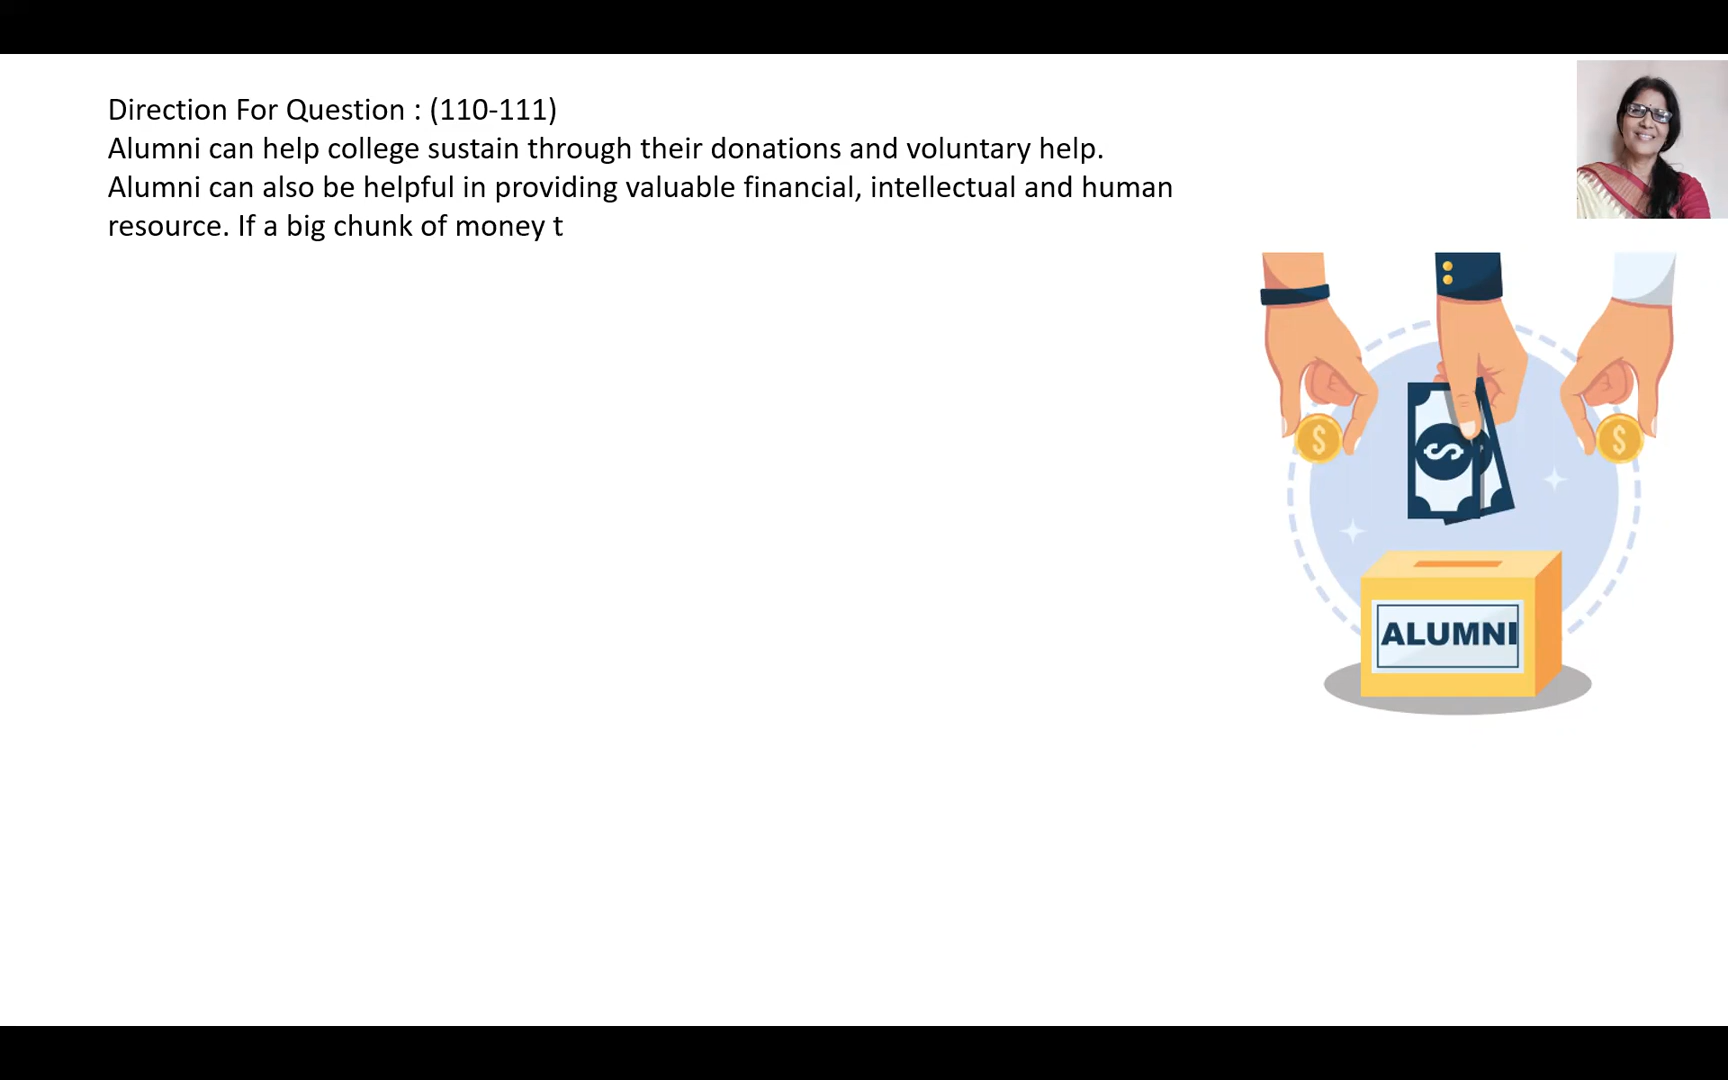 Direction For Question : (110-111)
Alumni can help college sustain through their donations and voluntary help.
Alumni can also be helpful in providing valuable financial, intellectual and human
resource. If a big chunk of money t
$
$
$
ALUMNI